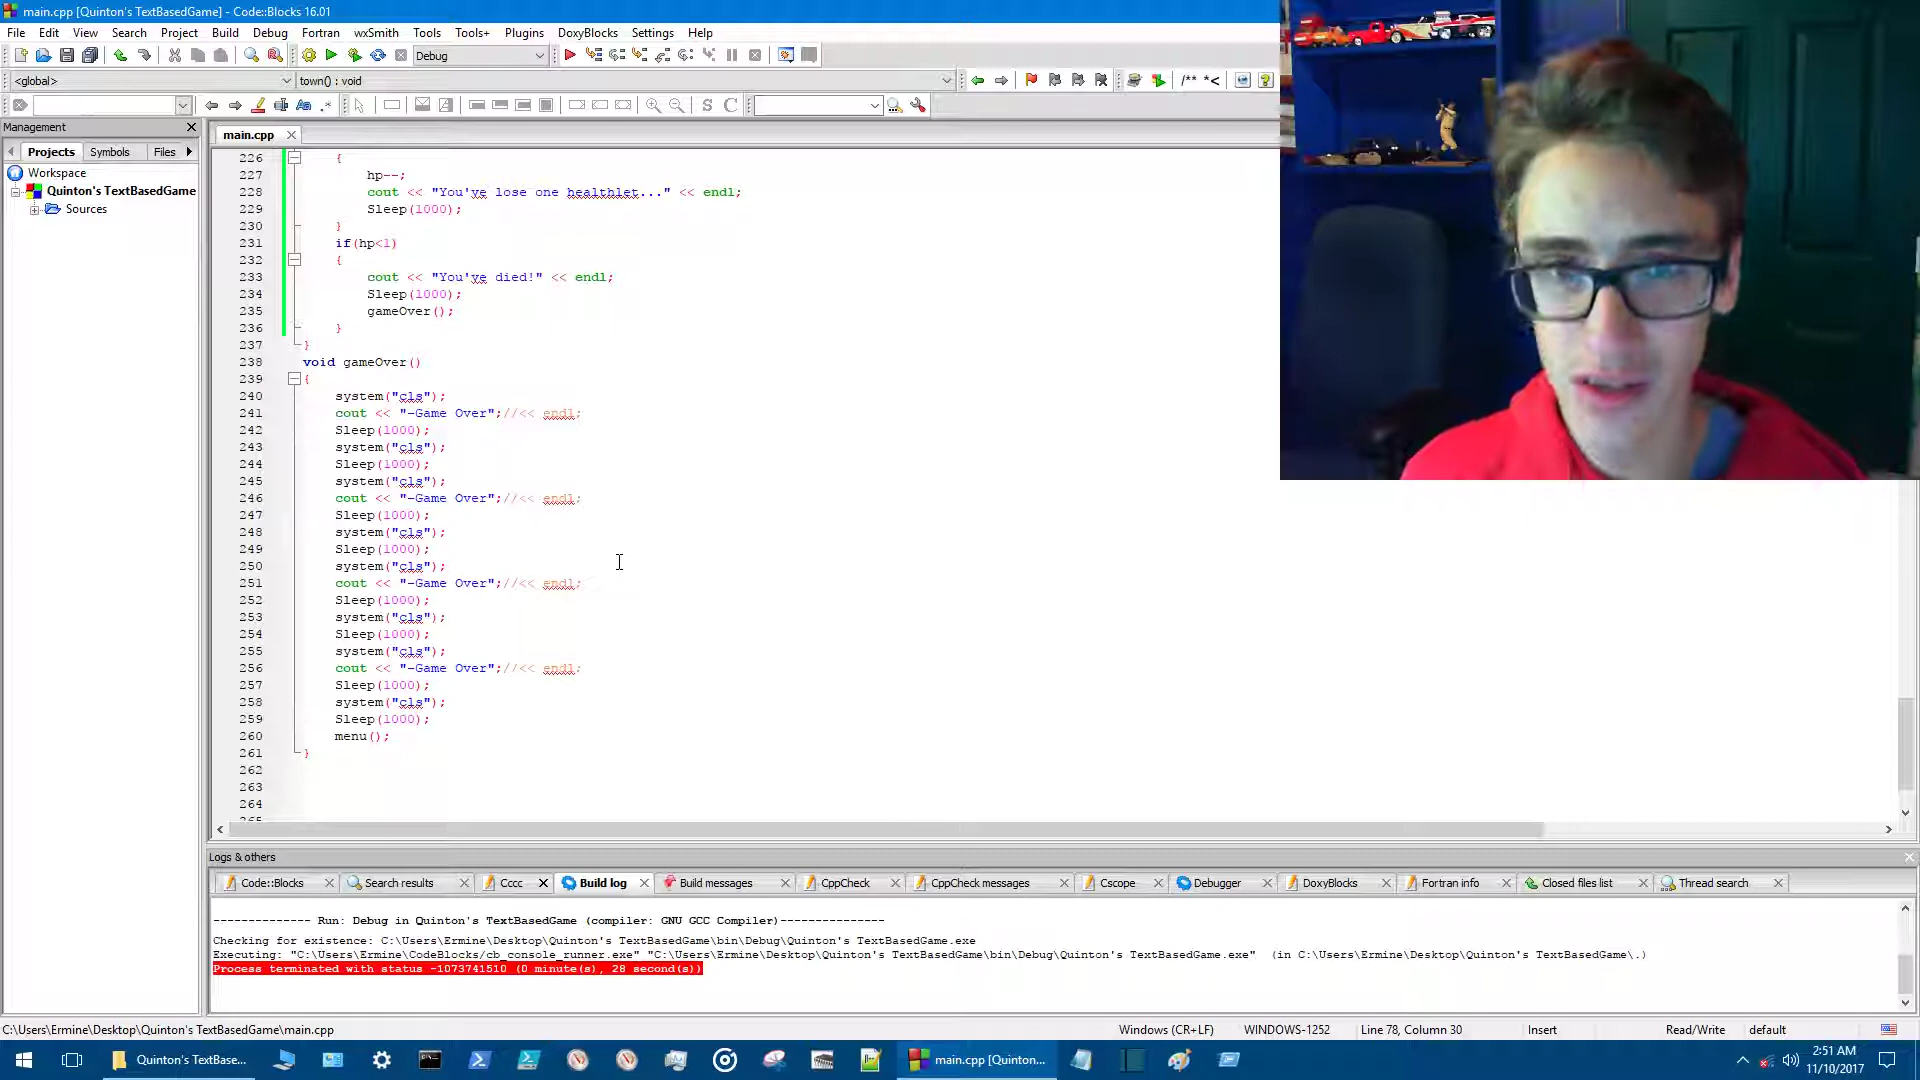 main.cpp [Quinton's TextBasedGame] - Code::Blocks 16.01
File Edit View Search Project Build Debug Fortran wxSmith Tools Tools+ Plugins DoxyBlocks Settings Help
Debug
<global>
town() : void
/** *<
Management
main.cpp
Projects Symbols Files
Workspace
Quinton's TextBasedGame
Sources
226 {
227 hp--;
228 cout << "You've lose one healthlet..." << endl;
229 Sleep(1000);
230 }
231 if(hp<1)
232 {
233 cout << "You've died!" << endl;
234 Sleep(1000);
235 gameOver();
236 }
237 }
238 void gameOver()
239 {
240 system("cls");
241 cout << "-Game Over";//<< endl;
242 Sleep(1000);
243 system("cls");
244 Sleep(1000);
245 system("cls");
246 cout << "-Game Over";//<< endl;
247 Sleep(1000);
248 system("cls");
249 Sleep(1000);
250 system("cls");
251 cout << "-Game Over";//<< endl;
252 Sleep(1000);
253 system("cls");
254 Sleep(1000);
255 system("cls");
256 cout << "-Game Over";//<< endl;
257 Sleep(1000);
258 system("cls");
259 Sleep(1000);
260 menu();
261 }
262
263
264
265
Logs & others
Code::Blocks Search results Cccc Build log Build messages CppCheck CppCheck messages Cscope Debugger DoxyBlocks Fortran info Closed files list Thread search
-------------- Run: Debug in Quinton's TextBasedGame (compiler: GNU GCC Compiler)---------------
Checking for existence: C:\Users\Ermine\Desktop\Quinton's TextBasedGame\bin\Debug\Quinton's TextBasedGame.exe
Executing: "C:\Users\Ermine\CodeBlocks/cb_console_runner.exe" "C:\Users\Ermine\Desktop\Quinton's TextBasedGame\bin\Debug\Quinton's TextBasedGame.exe" (in C:\Users\Ermine\Desktop\Quinton's TextBasedGame\.)
Process terminated with status -1073741510 (0 minute(s), 28 second(s))
C:\Users\Ermine\Desktop\Quinton's TextBasedGame\main.cpp
Windows (CR+LF) WINDOWS-1252 Line 78, Column 30 Insert Read/Write default
Quinton's TextBase...
main.cpp [Quinton...
2:51 AM
11/10/2017